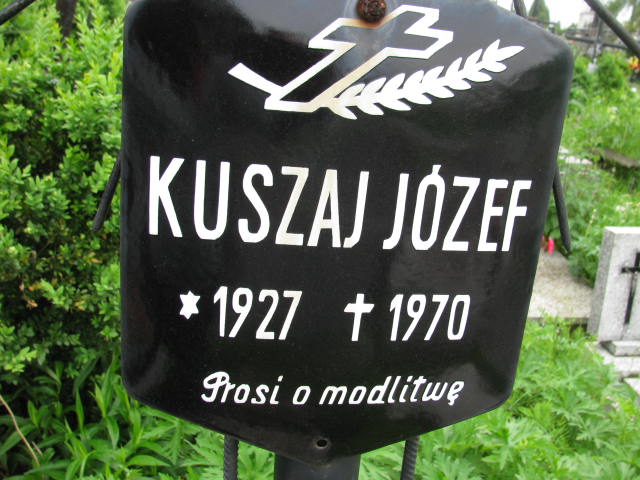 KUSZAJ JÓZEF
* 1927 † 1970
Prosi o modlitwę